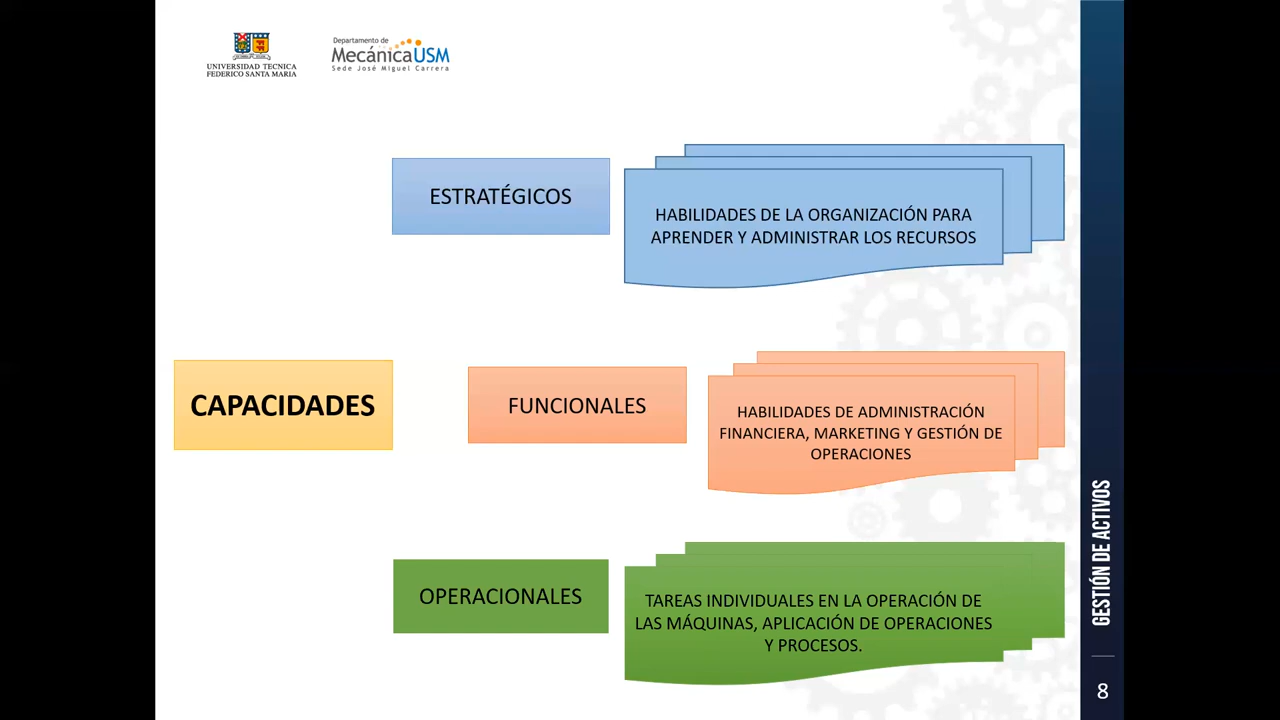 UNIVERSIDAD TECNICA
FEDERICO SANTA MARIA
Departamento de
MecánicaUSM
Sede José Miguel Carrera
ESTRATÉGICOS
HABILIDADES DE LA ORGANIZACIÓN PARA
APRENDER Y ADMINISTRAR LOS RECURSOS
CAPACIDADES
FUNCIONALES
HABILIDADES DE ADMINISTRACIÓN
FINANCIERA, MARKETING Y GESTIÓN DE
OPERACIONES
OPERACIONALES
TAREAS INDIVIDUALES EN LA OPERACIÓN DE
LAS MÁQUINAS, APLICACIÓN DE OPERACIONES
Y PROCESOS.
GESTIÓN DE ACTIVOS
8